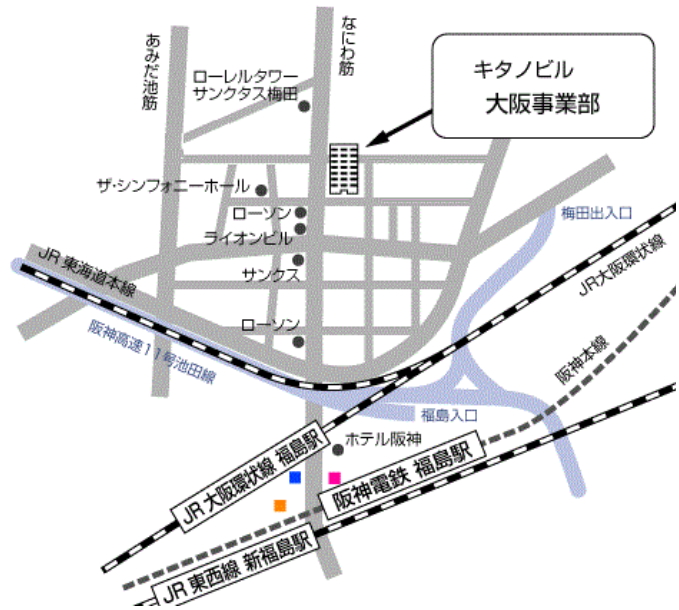 あみだ池筋
なにわ筋
ローレルタワー
サンクタス梅田
キタノビル
大阪事業部
ザ・シンフォニーホール
ローソン
ライオンビル
サンクス
ローソン
梅田出入口
JR東海道本線
JR大阪環状線
阪神高速11号池田線
阪神本線
福島入口
ホテル阪神
JR大阪環状線 福島駅
阪神電鉄 福島駅
JR東西線 新福島駅